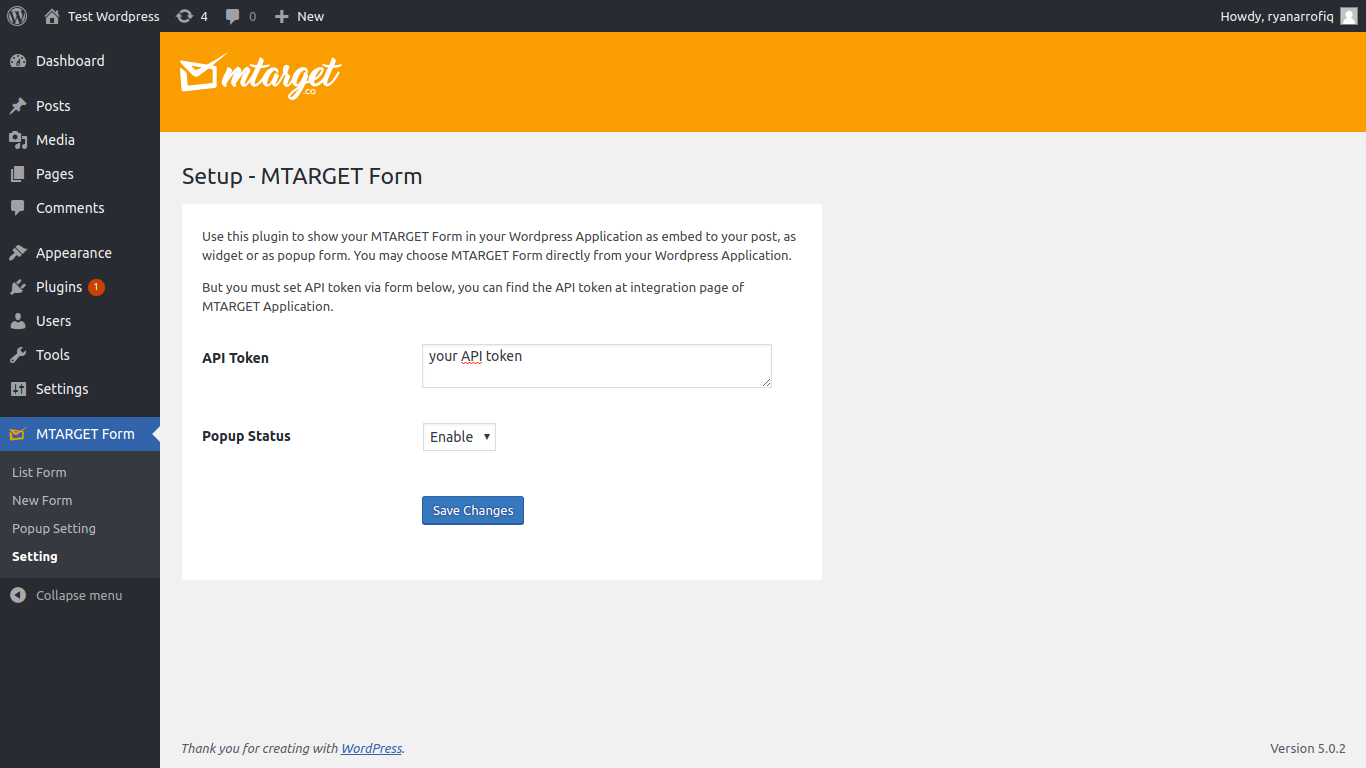 Test Wordpress 4 0 New Howdy, ryanarrofiq
Dashboard
Posts
Media
Pages
Comments
Appearance
Plugins 1
Users
Tools
Settings
MTARGET Form
List Form
New Form
Popup Setting
Setting
Collapse menu
mtarget
.co
Setup - MTARGET Form
Use this plugin to show your MTARGET Form in your Wordpress Application as embed to your post, as
widget or as popup form. You may choose MTARGET Form directly from your Wordpress Application.
But you must set API token via form below, you can find the API token at integration page of
MTARGET Application.
API Token your API token
Popup Status Enable
Save Changes
Thank you for creating with WordPress. Version 5.0.2